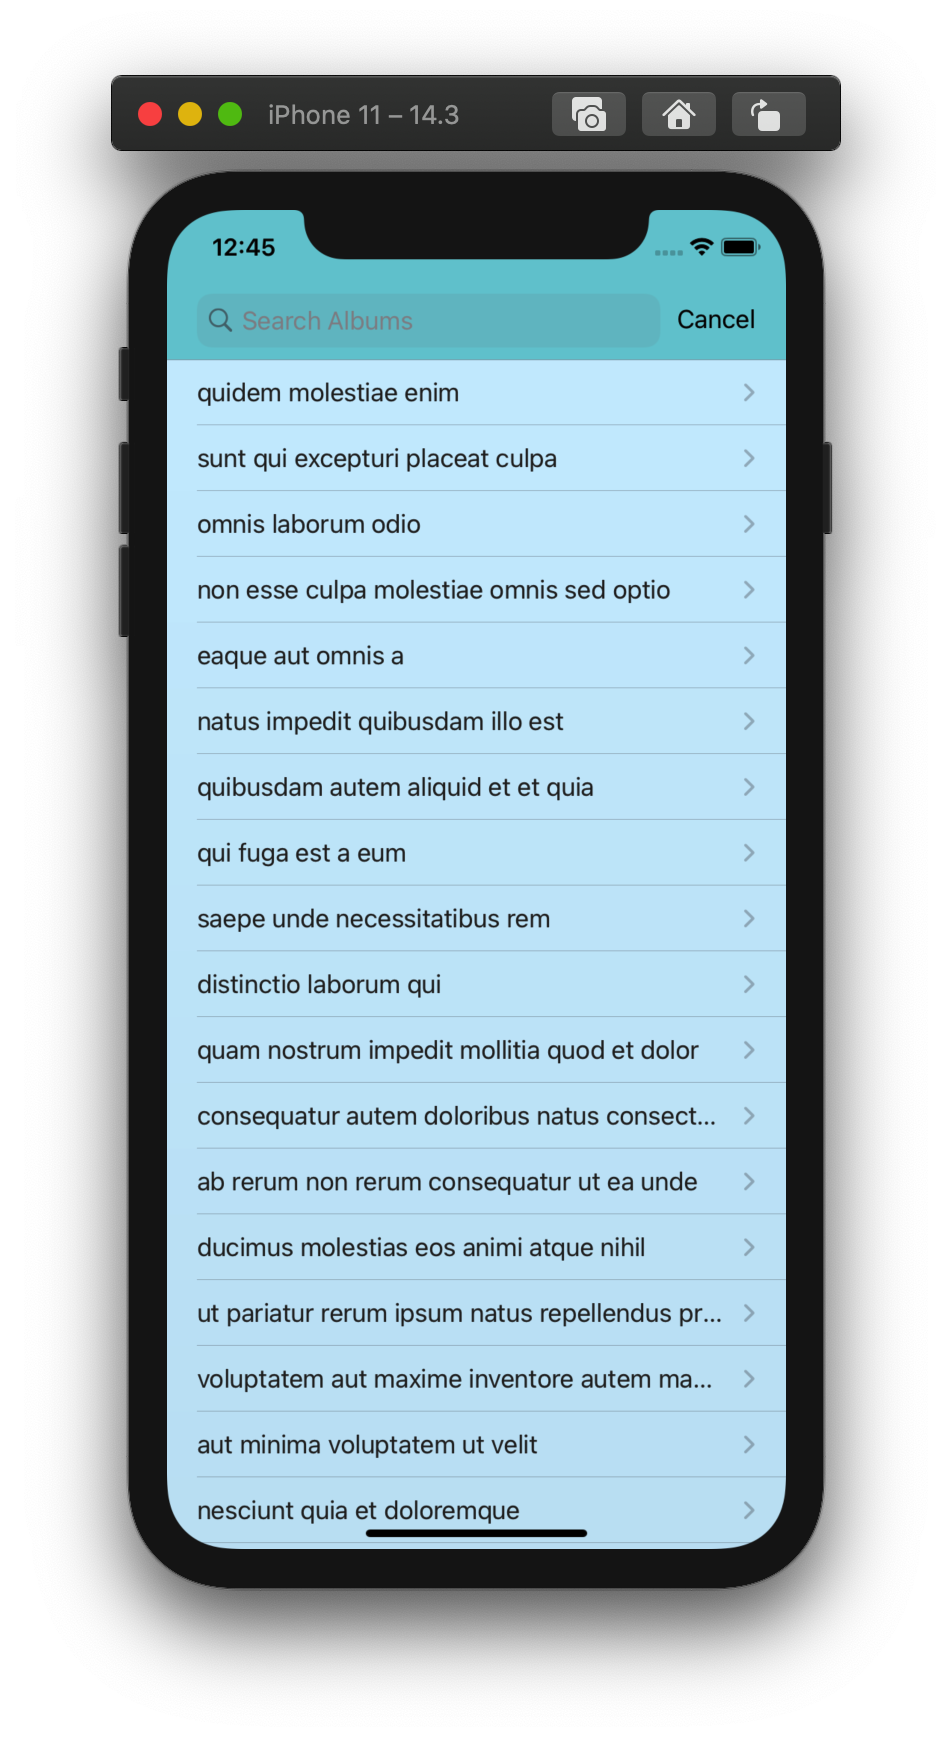 iPhone 11 – 14.3
12:45
Search Albums
Cancel
quidem molestiae enim
sunt qui excepturi placeat culpa
omnis laborum odio
non esse culpa molestiae omnis sed optio
eaque aut omnis a
natus impedit quibusdam illo est
quibusdam autem aliquid et et quia
qui fuga est a eum
saepe unde necessitatibus rem
distinctio laborum qui
quam nostrum impedit mollitia quod et dolor
consequatur autem doloribus natus consect...
ab rerum non rerum consequatur ut ea unde
ducimus molestias eos animi atque nihil
ut pariatur rerum ipsum natus repellendus pr...
voluptatem aut maxime inventore autem ma...
aut minima voluptatem ut velit
nesciunt quia et doloremque